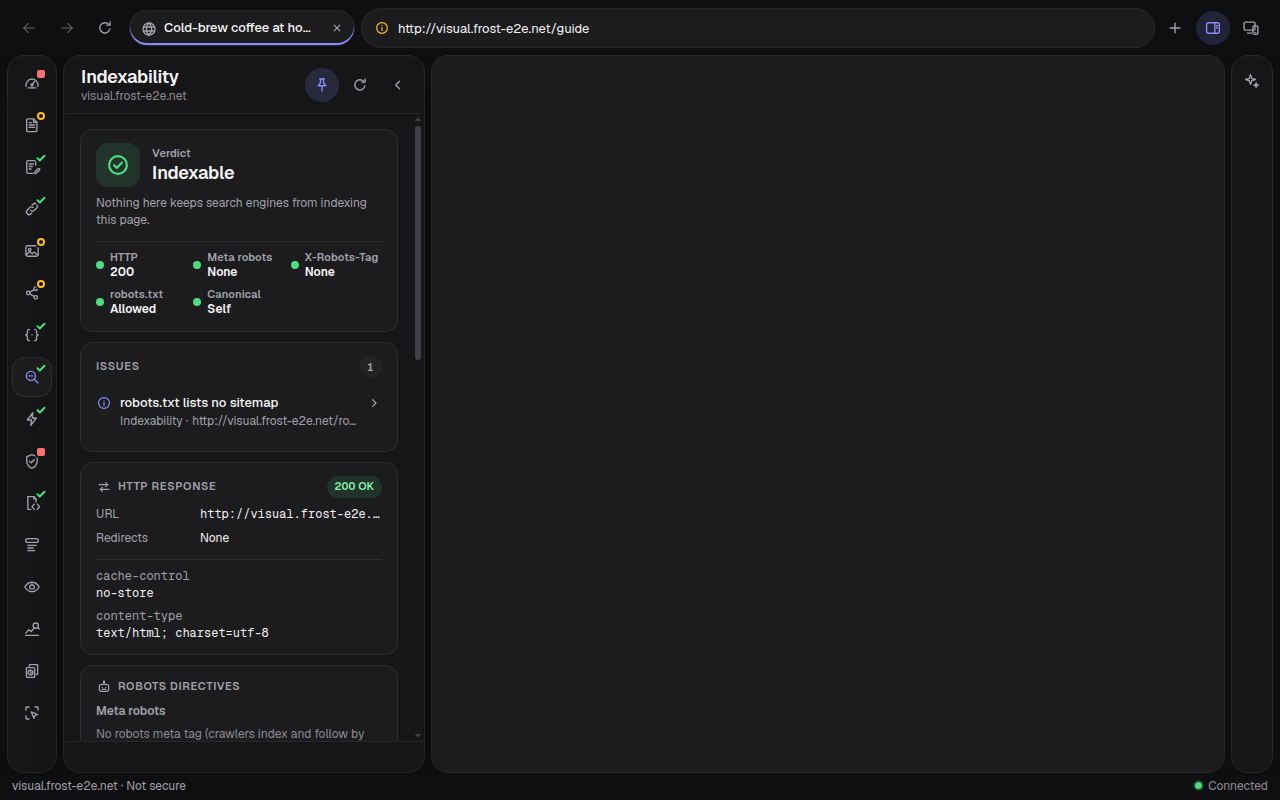 Cold-brew coffee at ho…
http://visual.frost-e2e.net/guide
Indexability
visual.frost-e2e.net
Verdict
Indexable
Nothing here keeps search engines from indexing
this page.
HTTP
200
Meta robots
None
X-Robots-Tag
None
robots.txt
Allowed
Canonical
Self
ISSUES
1
robots.txt lists no sitemap
Indexability · http://visual.frost-e2e.net/ro…
HTTP RESPONSE
200 OK
URL http://visual.frost-e2e.…
Redirects None
cache-control
no-store
content-type
text/html; charset=utf-8
ROBOTS DIRECTIVES
Meta robots
No robots meta tag (crawlers index and follow by
visual.frost-e2e.net · Not secure
Connected